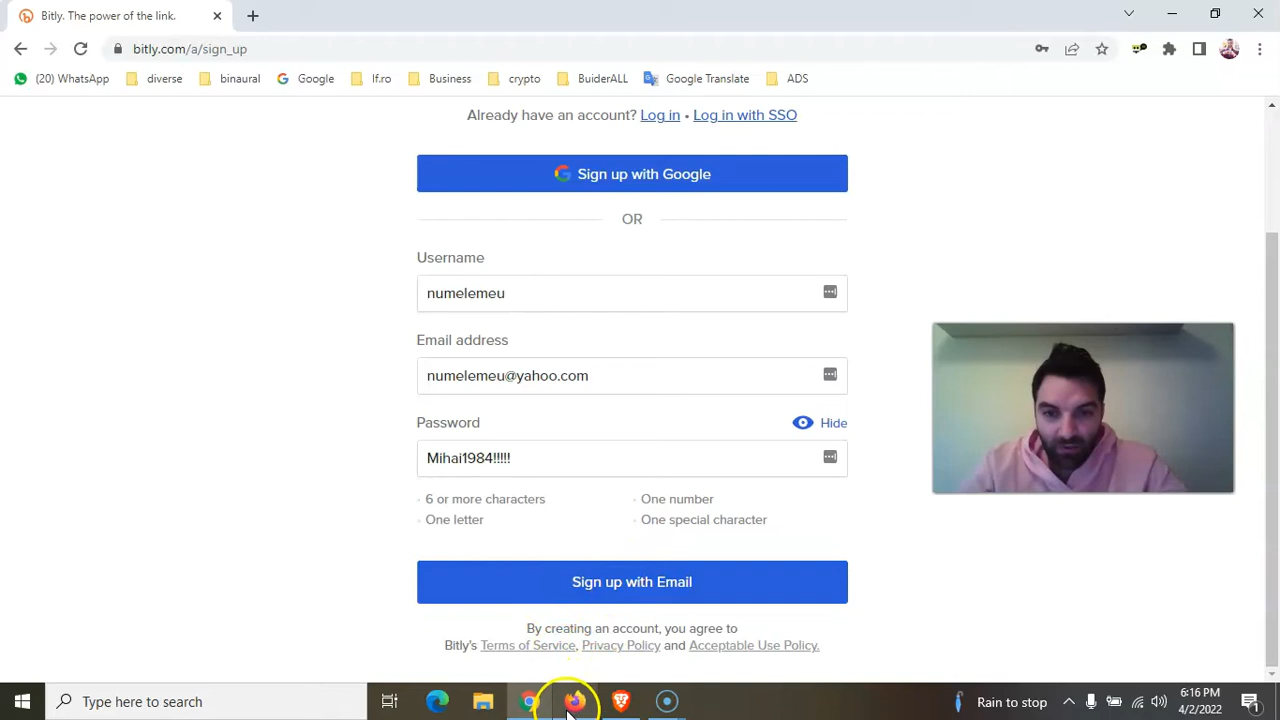 Bitly. The power of the link.
bitly.com/a/sign_up
(20) WhatsApp diverse binaural Google lf.ro Business crypto BuiderALL Google Translate ADS
Already have an account? Log in • Log in with SSO
Sign up with Google
OR
Username
numelemeu
Email address
numelemeu@yahoo.com
Password Hide
Mihai1984!!!!!
6 or more characters One number
One letter One special character
Sign up with Email
By creating an account, you agree to
Bitly's Terms of Service, Privacy Policy and Acceptable Use Policy.
Type here to search
Rain to stop
6:16 PM
4/2/2022
1